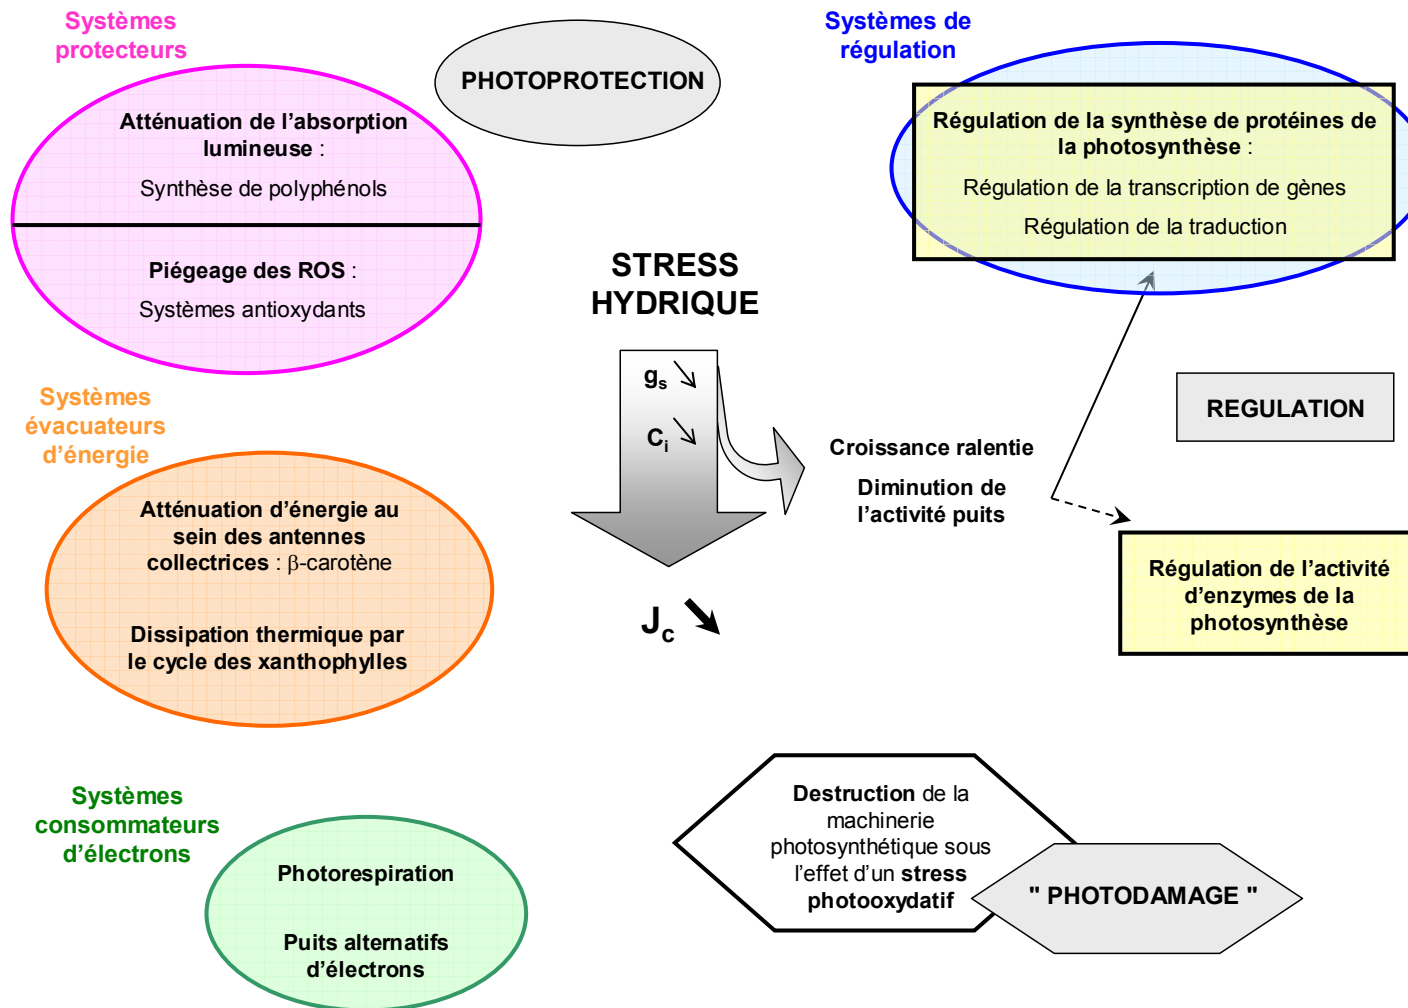 Systèmes
protecteurs
PHOTOPROTECTION
Atténuation de l’absorption
lumineuse :
Synthèse de polyphénols
Piégeage des ROS :
Systèmes antioxydants
Systèmes de
régulation
Régulation de la synthèse de protéines de
la photosynthèse :
Régulation de la transcription de gènes
Régulation de la traduction
STRESS
HYDRIQUE
gs
Ci
Jc
Croissance ralentie
Diminution de
l’activité puits
REGULATION
Régulation de l’activité
d’enzymes de la
photosynthèse
Systèmes
évacuateurs
d’énergie
Atténuation d’énergie au
sein des antennes
collectrices : β-carotène
Dissipation thermique par
le cycle des xanthophylles
Systèmes
consommateurs
d’électrons
Photorespiration
Puits alternatifs
d’électrons
Destruction de la
machinerie
photosynthétique sous
l’effet d’un stress
photooxydatif
" PHOTODAMAGE "